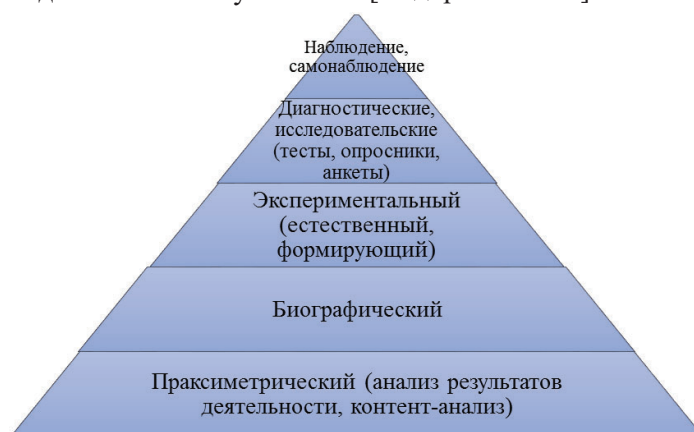 Наблюдение,
самонаблюдение
Диагностические,
исследовательские
(тесты, опросники,
анкеты)
Экспериментальный
(естественный,
формирующий)
Биографический
Праксиметрический (анализ результатов
деятельности, контент-анализ)